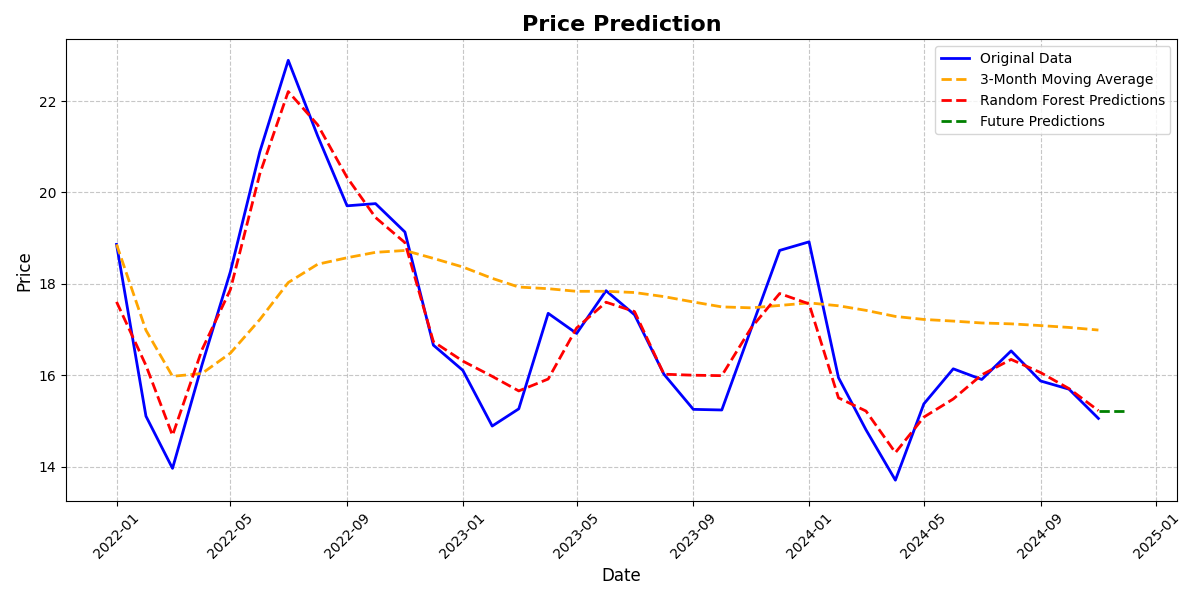 Price Prediction
Original Data
3-Month Moving Average
Random Forest Predictions
Future Predictions
Price
22
20
18
16
14
2022-01
2022-05
2022-09
2023-01
2023-05
2023-09
2024-01
2024-05
2024-09
2025-01
Date